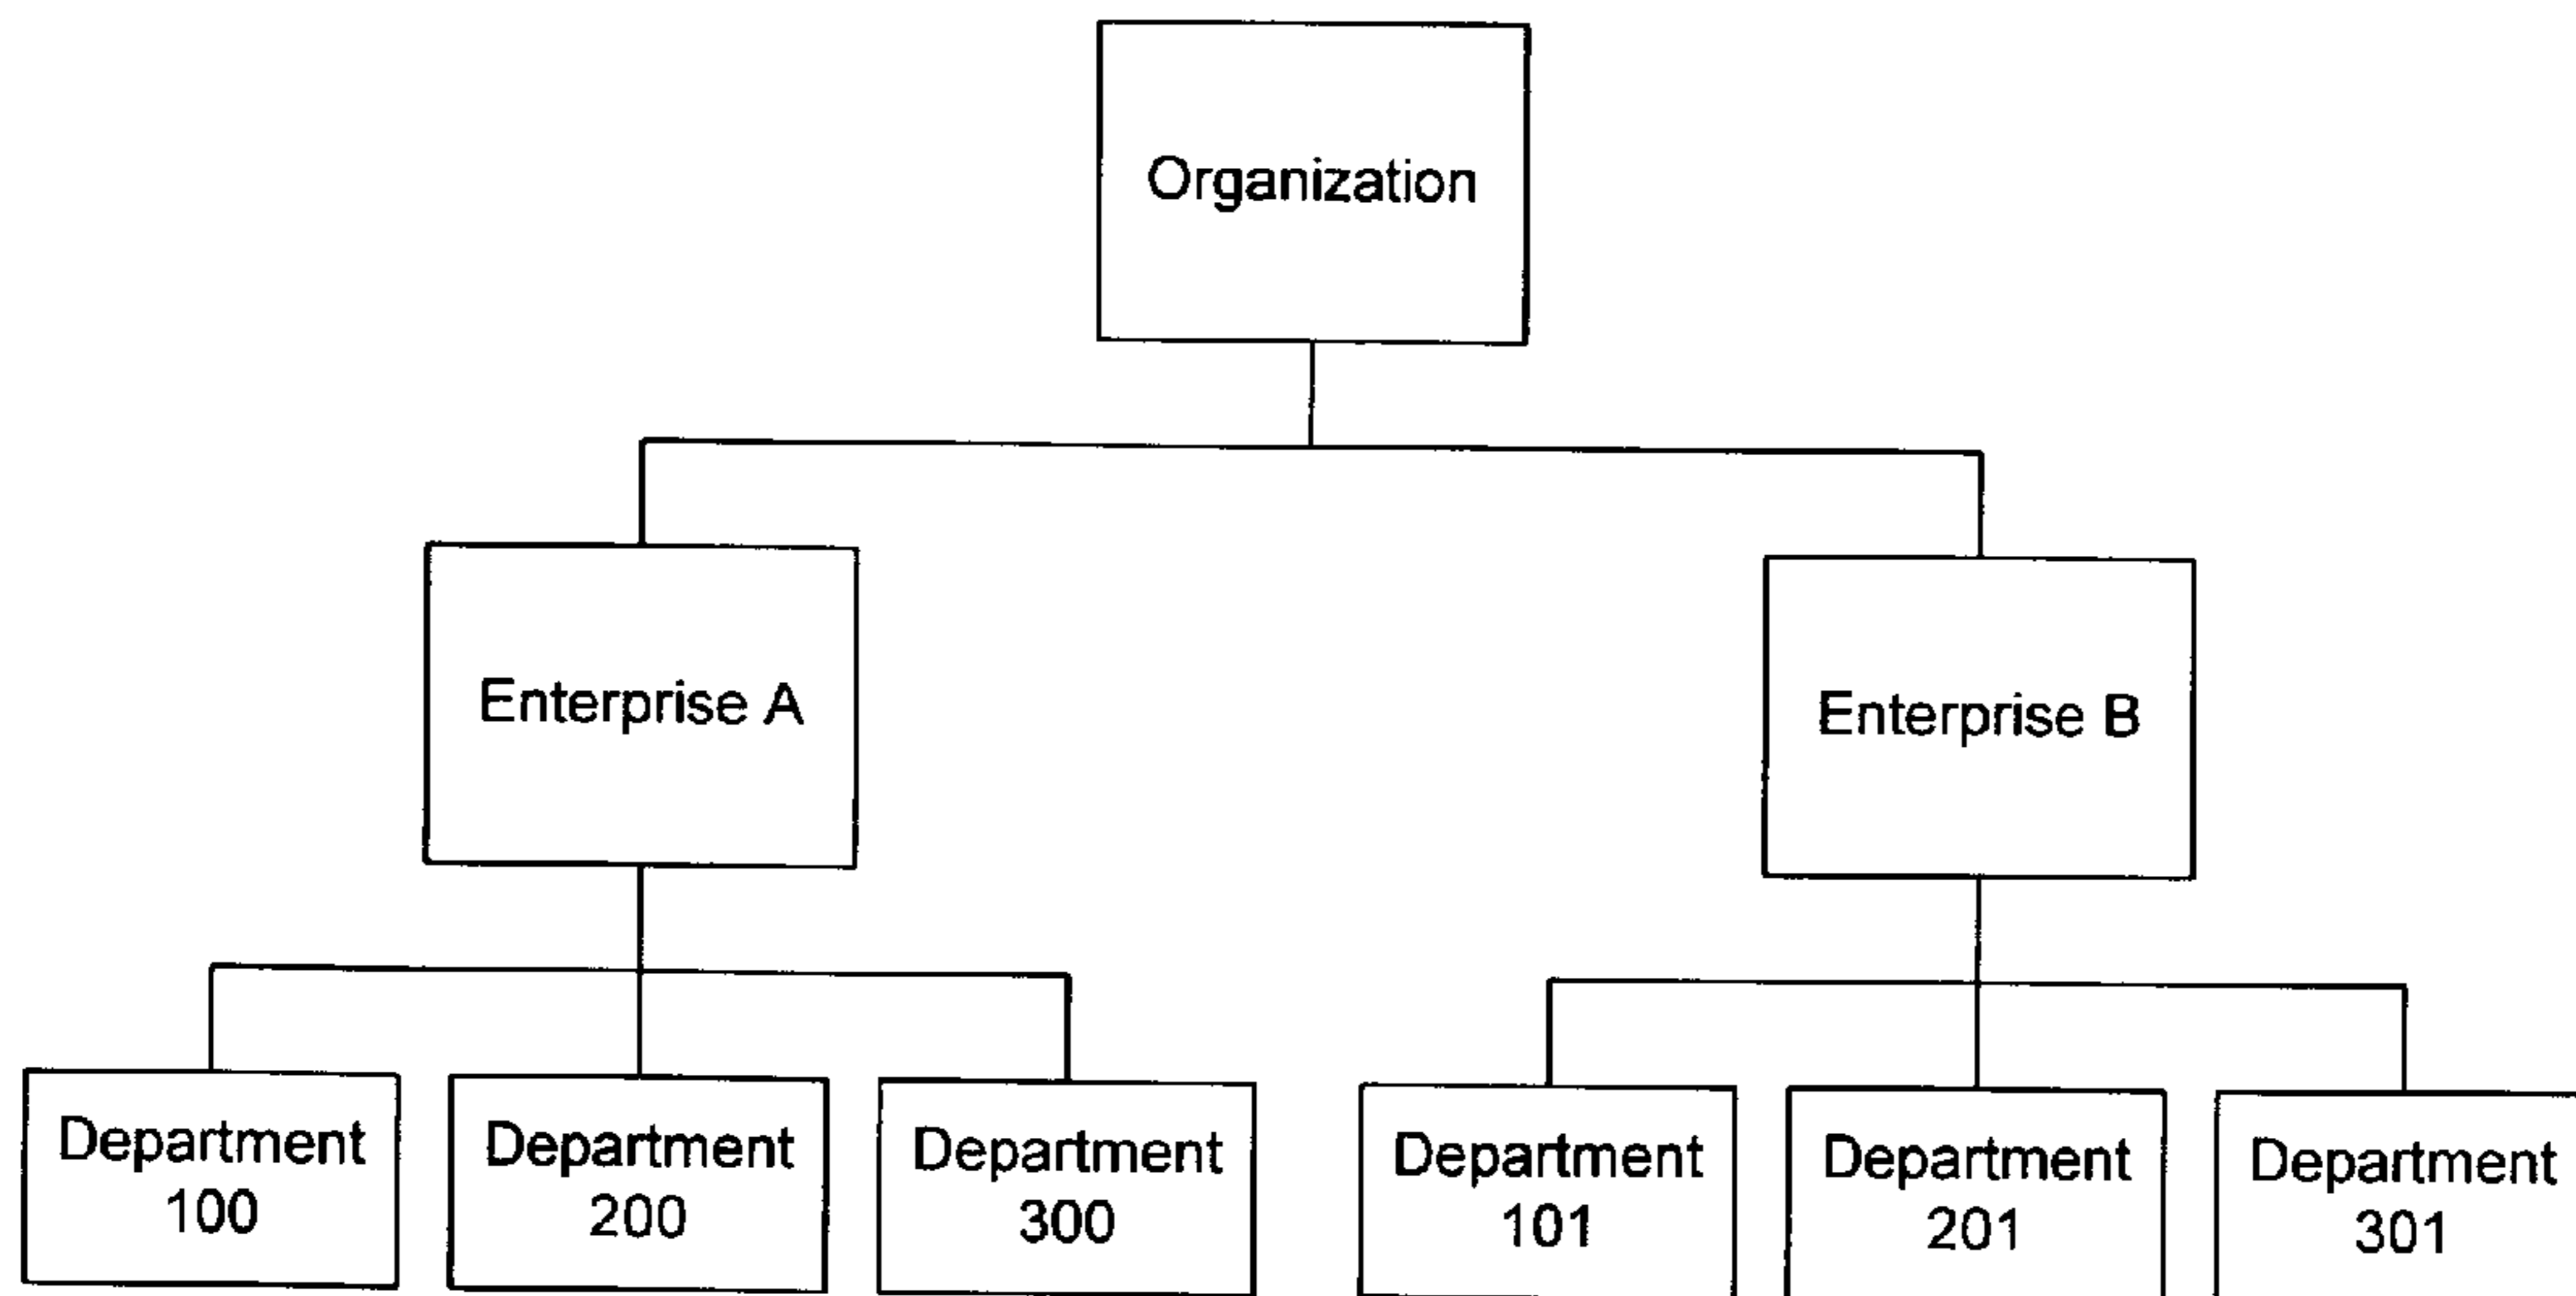 Organization
Enterprise A
Enterprise B
Department
100
Department
200
Department
300
Department
101
Department
201
Department
301